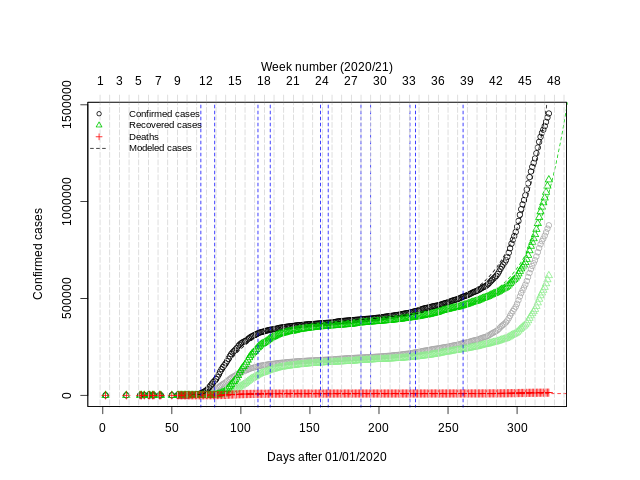 Week number (2020/21)
1 3 5 7 9 12 15 18 21 24 27 30 33 36 39 42 45 48
Confirmed cases
Recovered cases
Deaths
Modeled cases
Confirmed cases
1500000
1000000
500000
0
0 50 100 150 200 250 300
Days after 01/01/2020